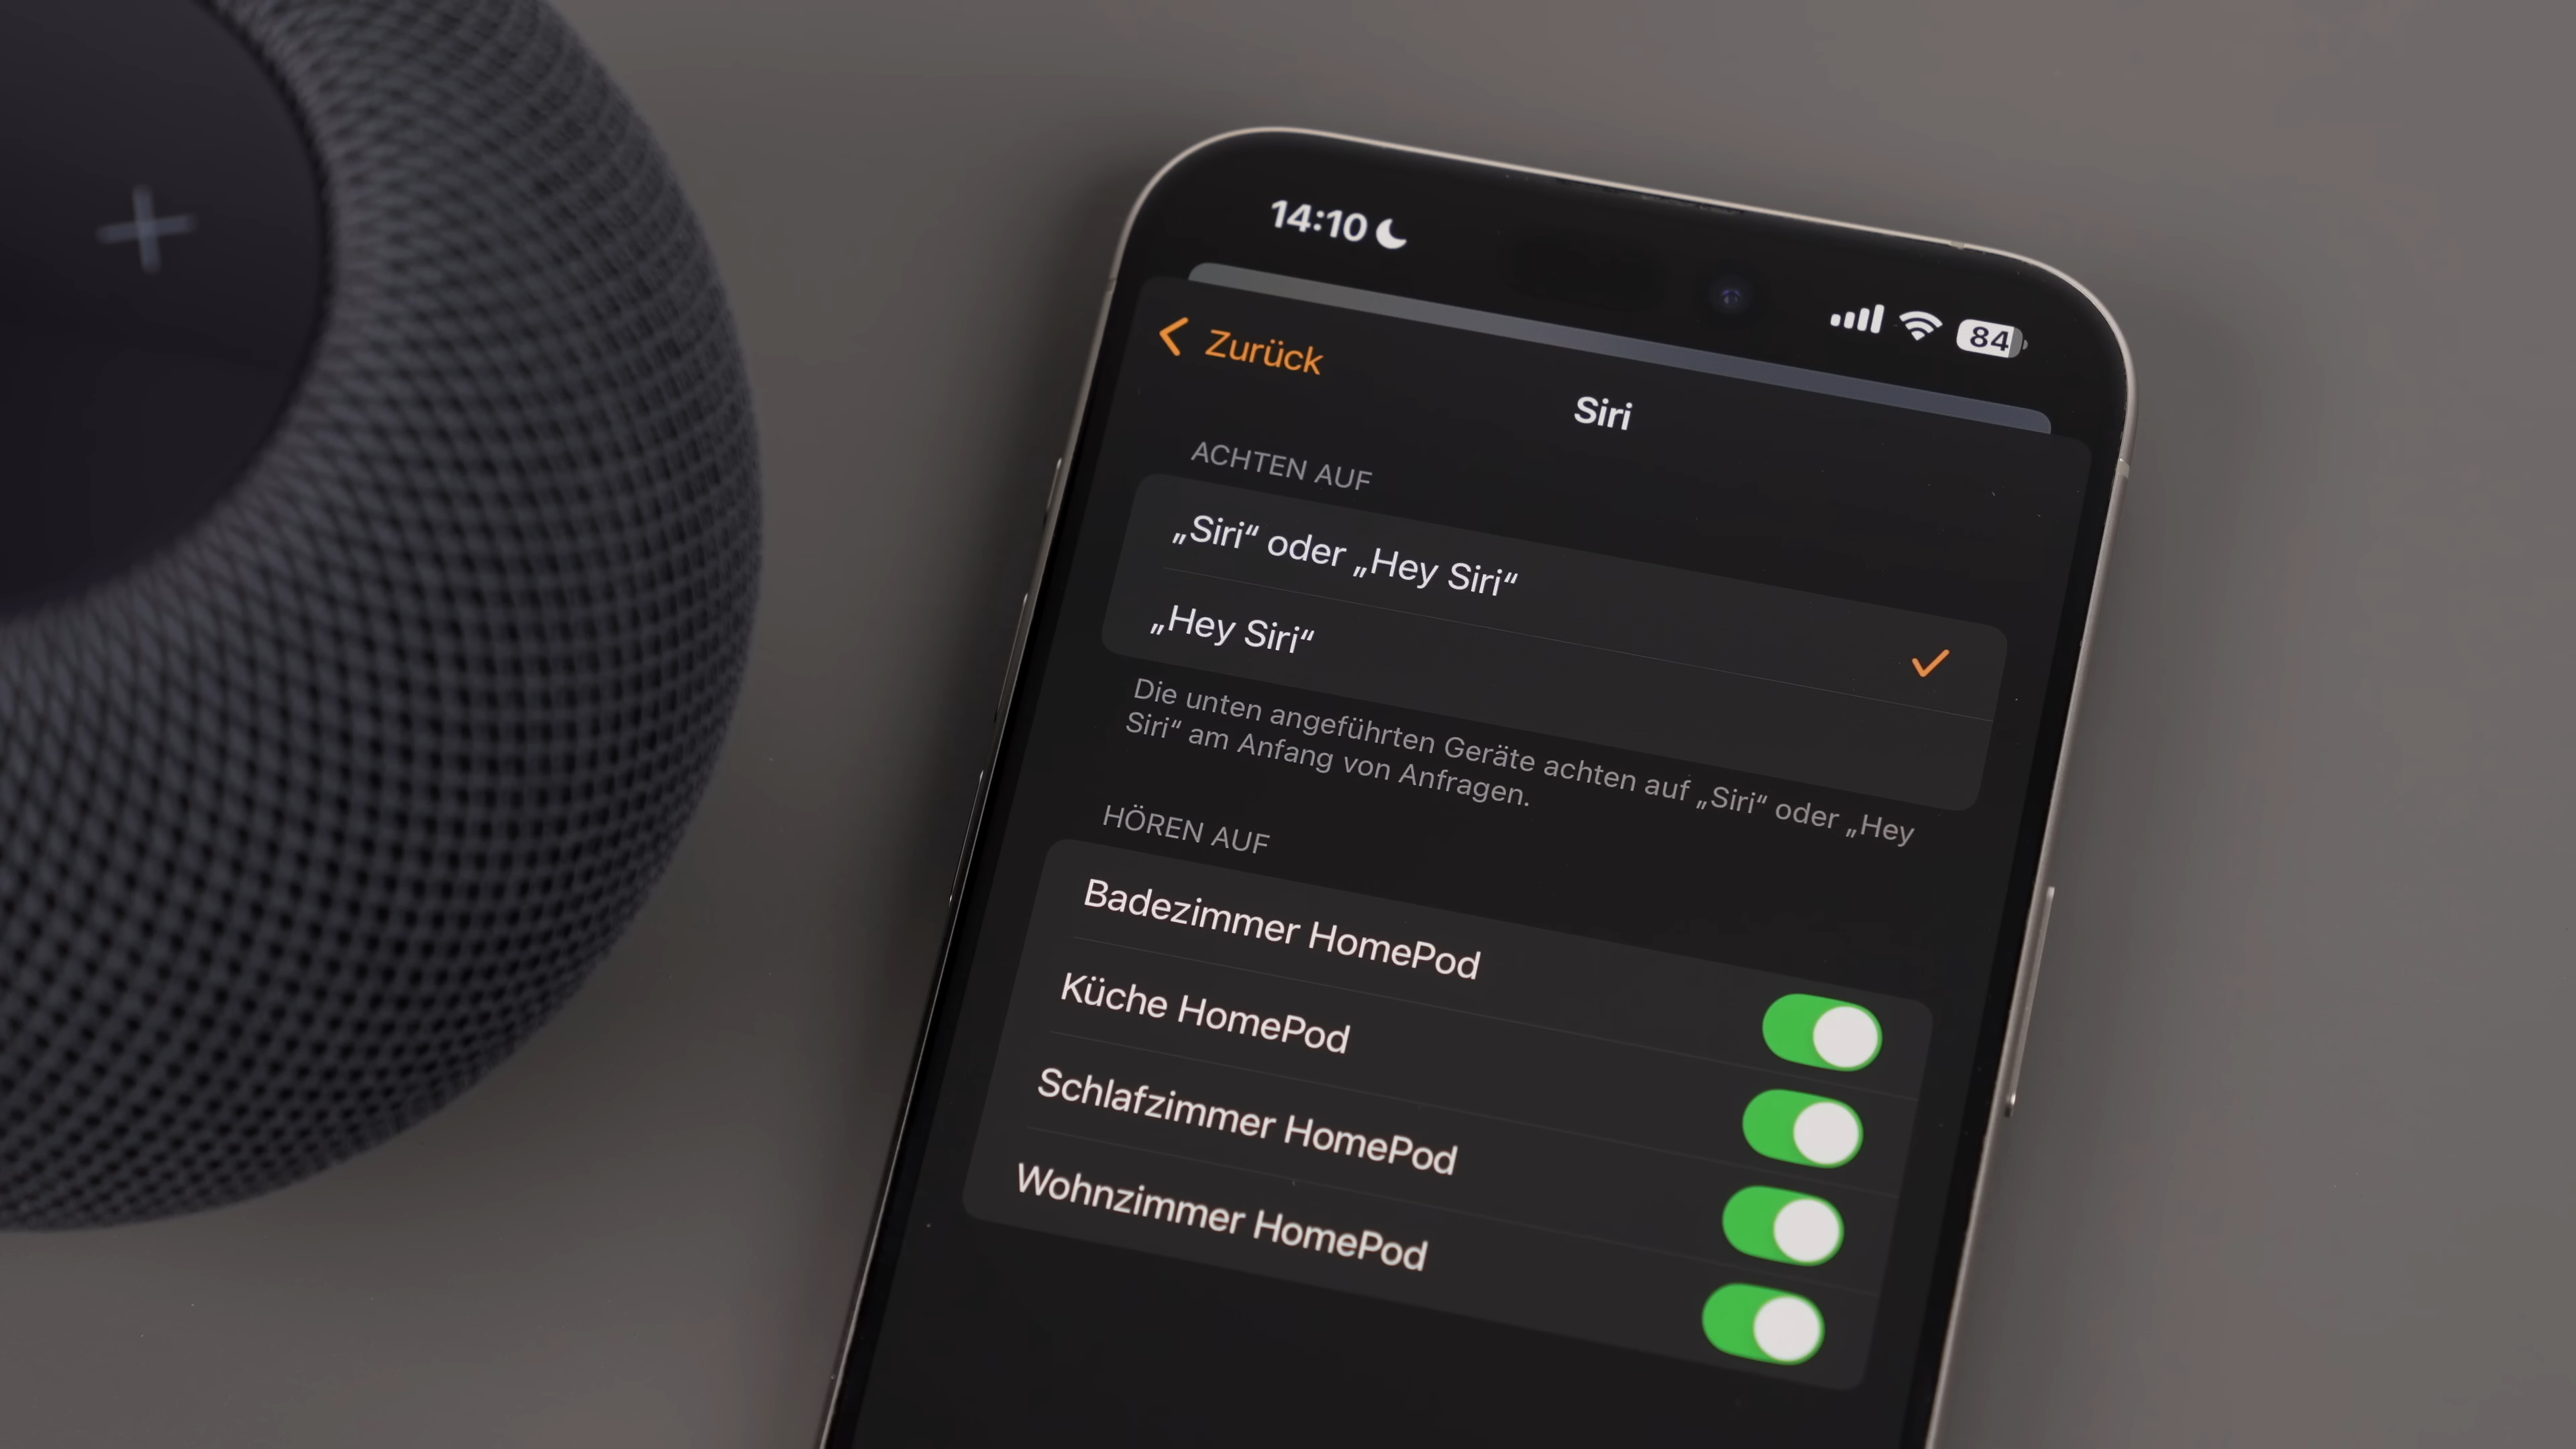 14:10
84
Zurück
Siri
ACHTEN AUF
„Siri“ oder „Hey Siri“
„Hey Siri“
Die unten angeführten Geräte achten auf „Siri“ oder „Hey
Siri“ am Anfang von Anfragen.
HÖREN AUF
Badezimmer HomePod
Küche HomePod
Schlafzimmer HomePod
Wohnzimmer HomePod